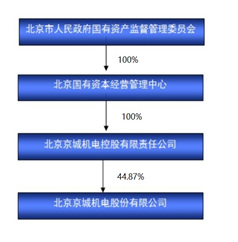 北京市人民政府国有资产监督管理委员会
100%
北京国有资本经营管理中心
100%
北京京城机电控股有限责任公司
44.87%
北京京城机电股份有限公司